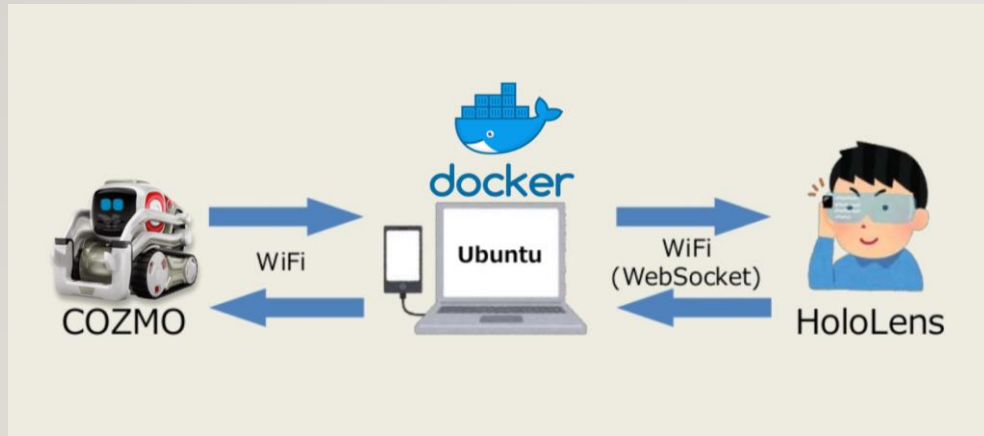 docker
Ubuntu
WiFi
WiFi
(WebSocket)
COZMO
HoloLens